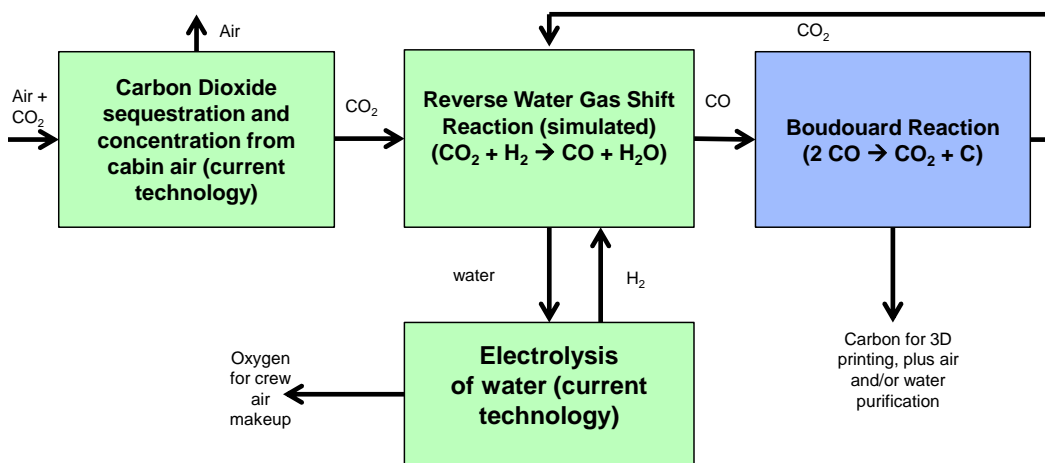 Air
CO₂
Air +
CO₂
Carbon Dioxide
sequestration and
concentration from
cabin air (current
technology)
CO₂
Reverse Water Gas Shift
Reaction (simulated)
(CO₂ + H₂ → CO + H₂O)
CO
Boudouard Reaction
(2 CO → CO₂ + C)
water
H₂
Oxygen
for crew
air
makeup
Electrolysis
of water (current
technology)
Carbon for 3D
printing, plus air
and/or water
purification